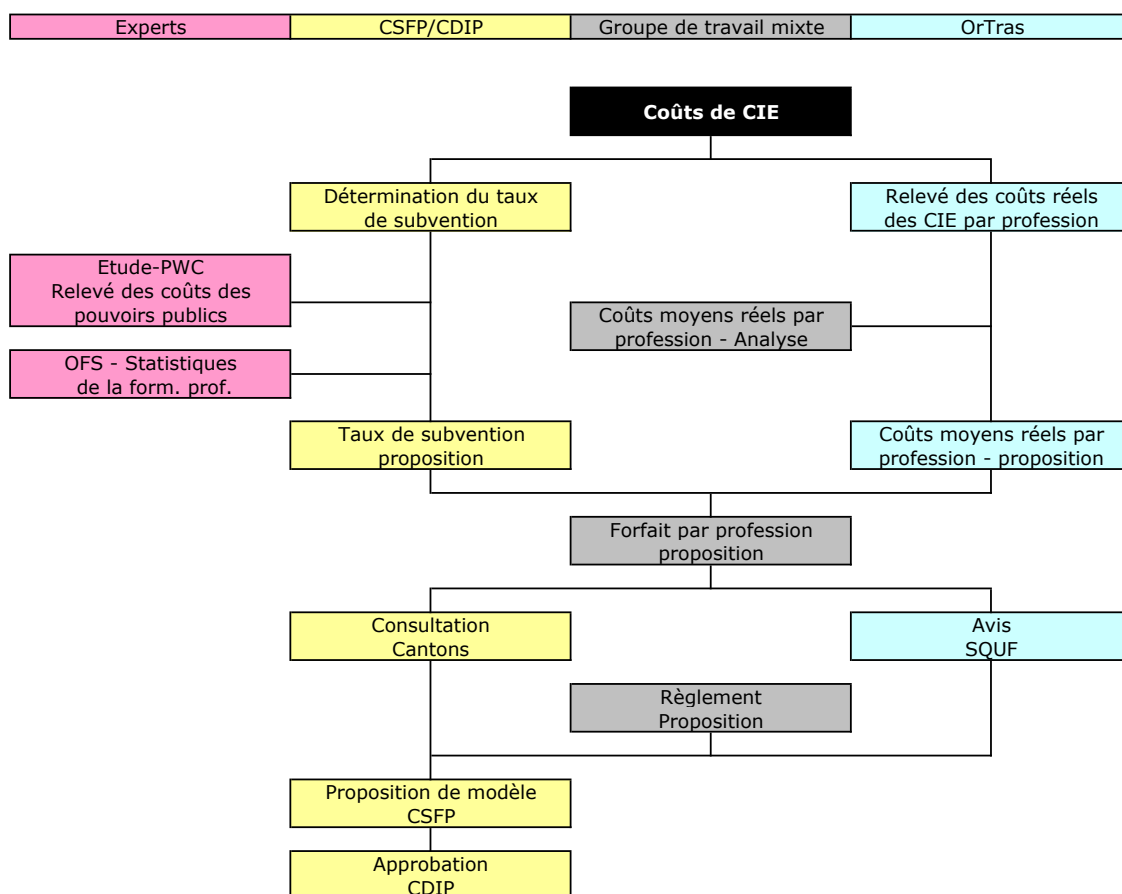 Experts
CSFP/CDIP
Groupe de travail mixte
OrTras
Coûts de CIE
Détermination du taux
de subvention
Relevé des coûts réels
des CIE par profession
Etude-PWC
Relevé des coûts des
pouvoirs publics
Coûts moyens réels par
profession - Analyse
OFS - Statistiques
de la form. prof.
Taux de subvention
proposition
Coûts moyens réels par
profession - proposition
Forfait par profession
proposition
Consultation
Cantons
Avis
SQUF
Règlement
Proposition
Proposition de modèle
CSFP
Approbation
CDIP